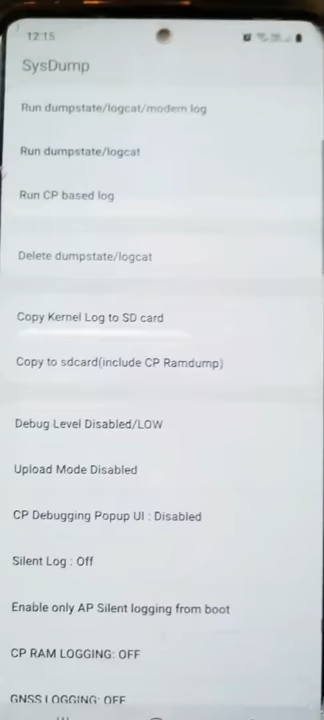 12:15
SysDump
Run dumpstate/logcat/modem log
Run dumpstate/logcat
Run CP based log
Delete dumpstate/logcat
Copy Kernel Log to SD card
Copy to sdcard(include CP Ramdump)
Debug Level Disabled/LOW
Upload Mode Disabled
CP Debugging Popup UI : Disabled
Silent Log : Off
Enable only AP Silent logging from boot
CP RAM LOGGING: OFF
GNSS LOGGING: OFF